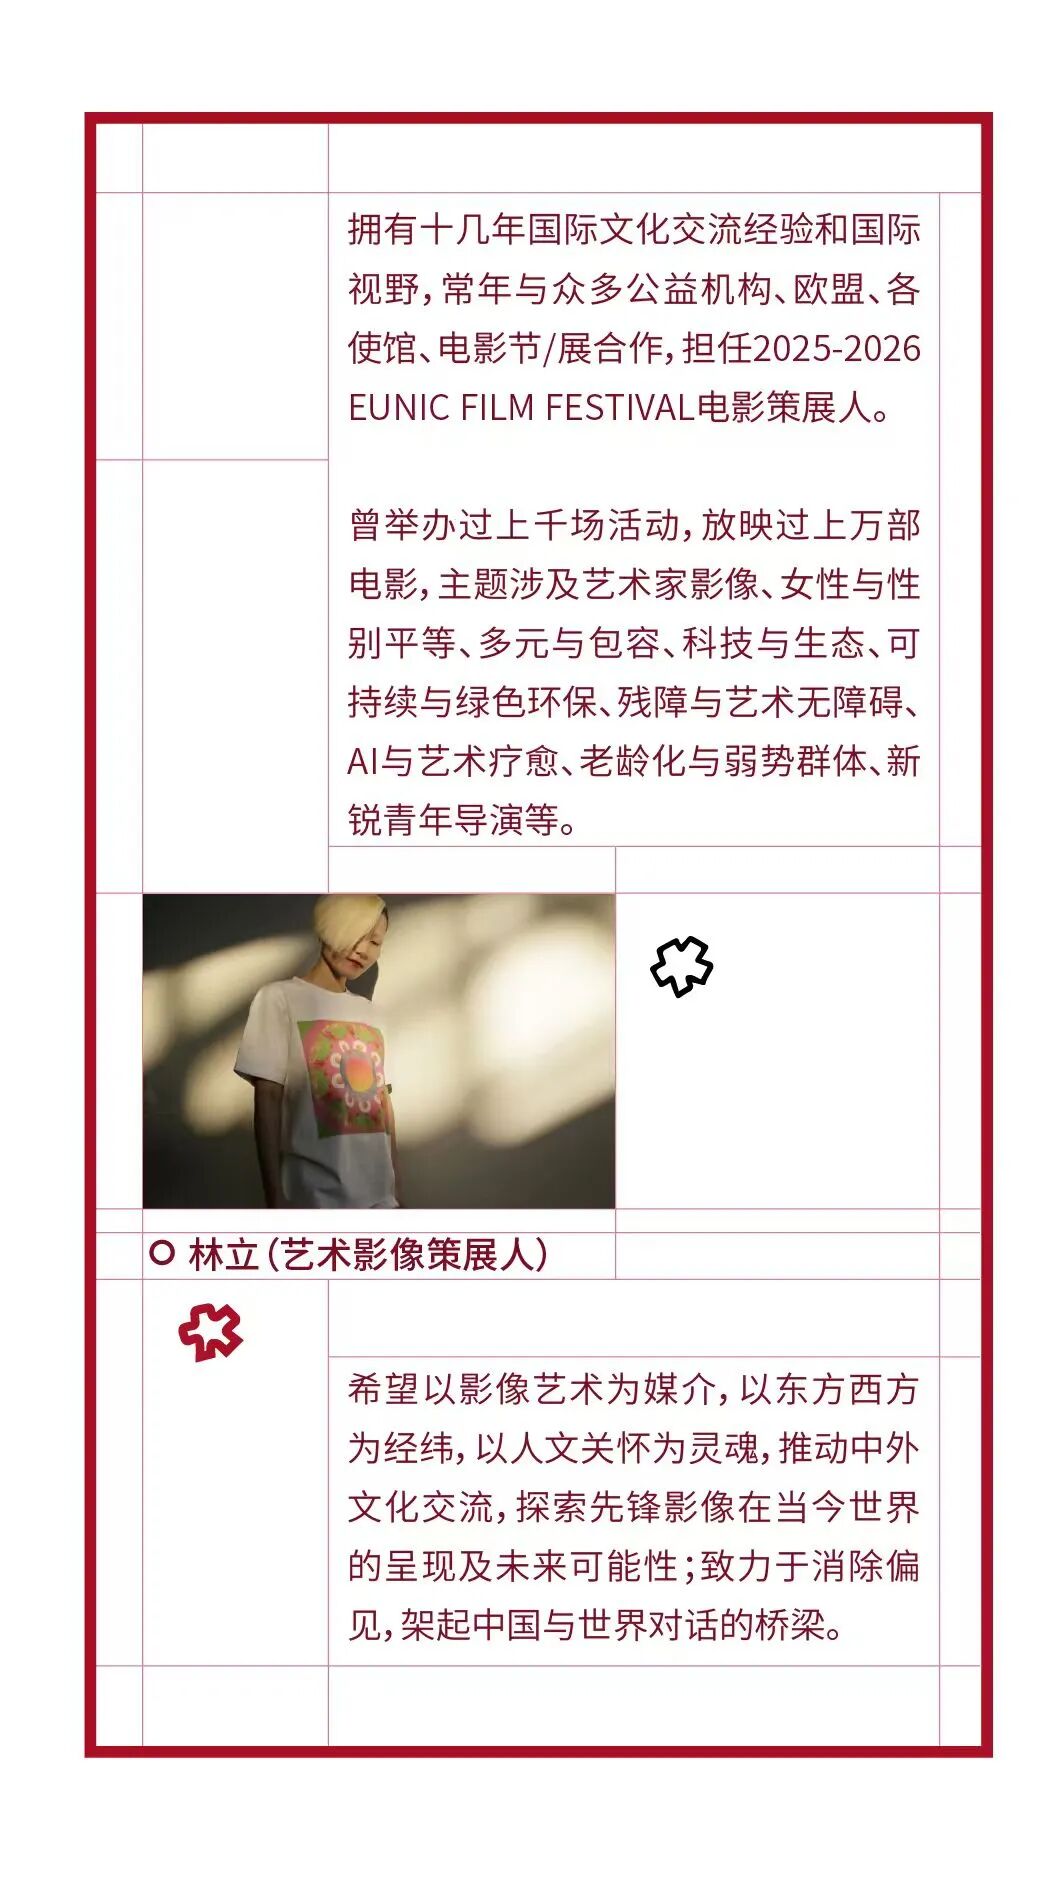 拥有十几年国际文化交流经验和国际
视野，常年与众多公益机构、欧盟、各
使馆、电影节/展合作，担任2025-2026
EUNIC FILM FESTIVAL电影策展人。
曾举办过上千场活动，放映过上万部
电影，主题涉及艺术家影像、女性与性
别平等、多元与包容、科技与生态、可
持续与绿色环保、残障与艺术无障碍、
AI与艺术疗愈、老龄化与弱势群体、新
锐青年导演等。
林立（艺术影像策展人）
希望以影像艺术为媒介，以东方西方
为经纬，以人文关怀为灵魂，推动中外
文化交流，探索先锋影像在当今世界
的呈现及未来可能性；致力于消除偏
见，架起中国与世界对话的桥梁。